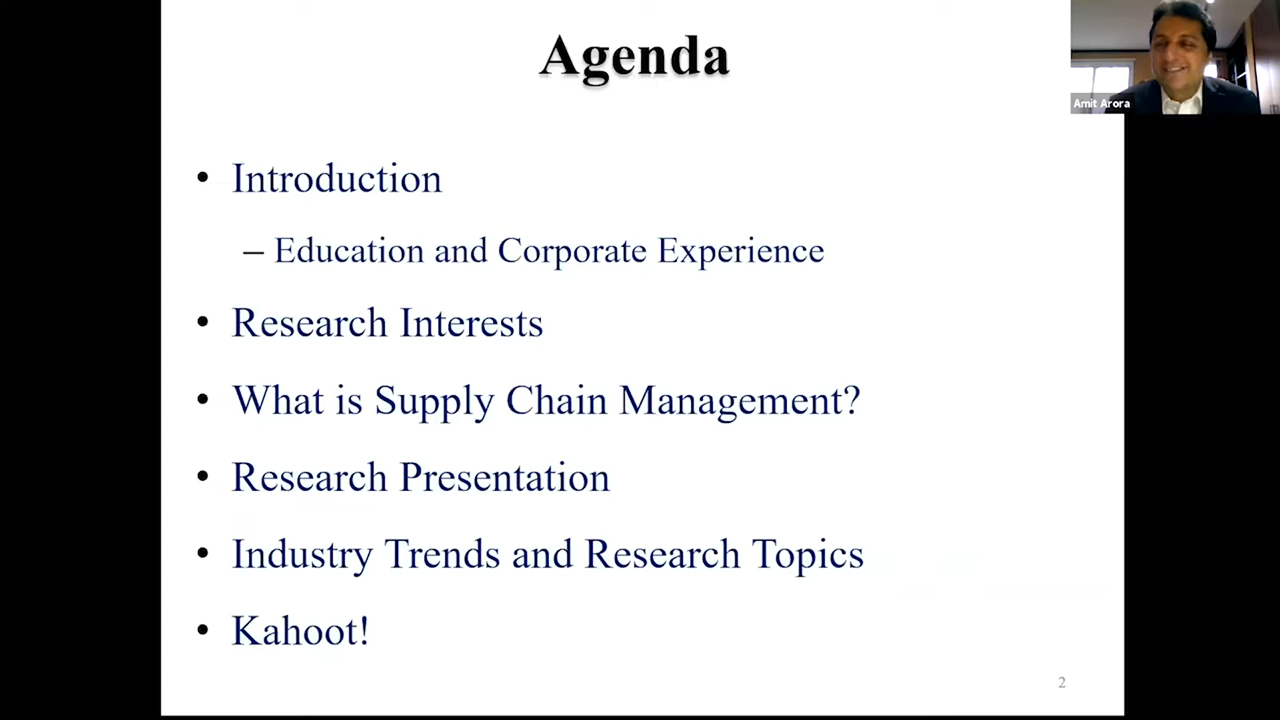 Agenda
Amit Arora
• Introduction
– Education and Corporate Experience
• Research Interests
• What is Supply Chain Management?
• Research Presentation
• Industry Trends and Research Topics
• Kahoot!
2